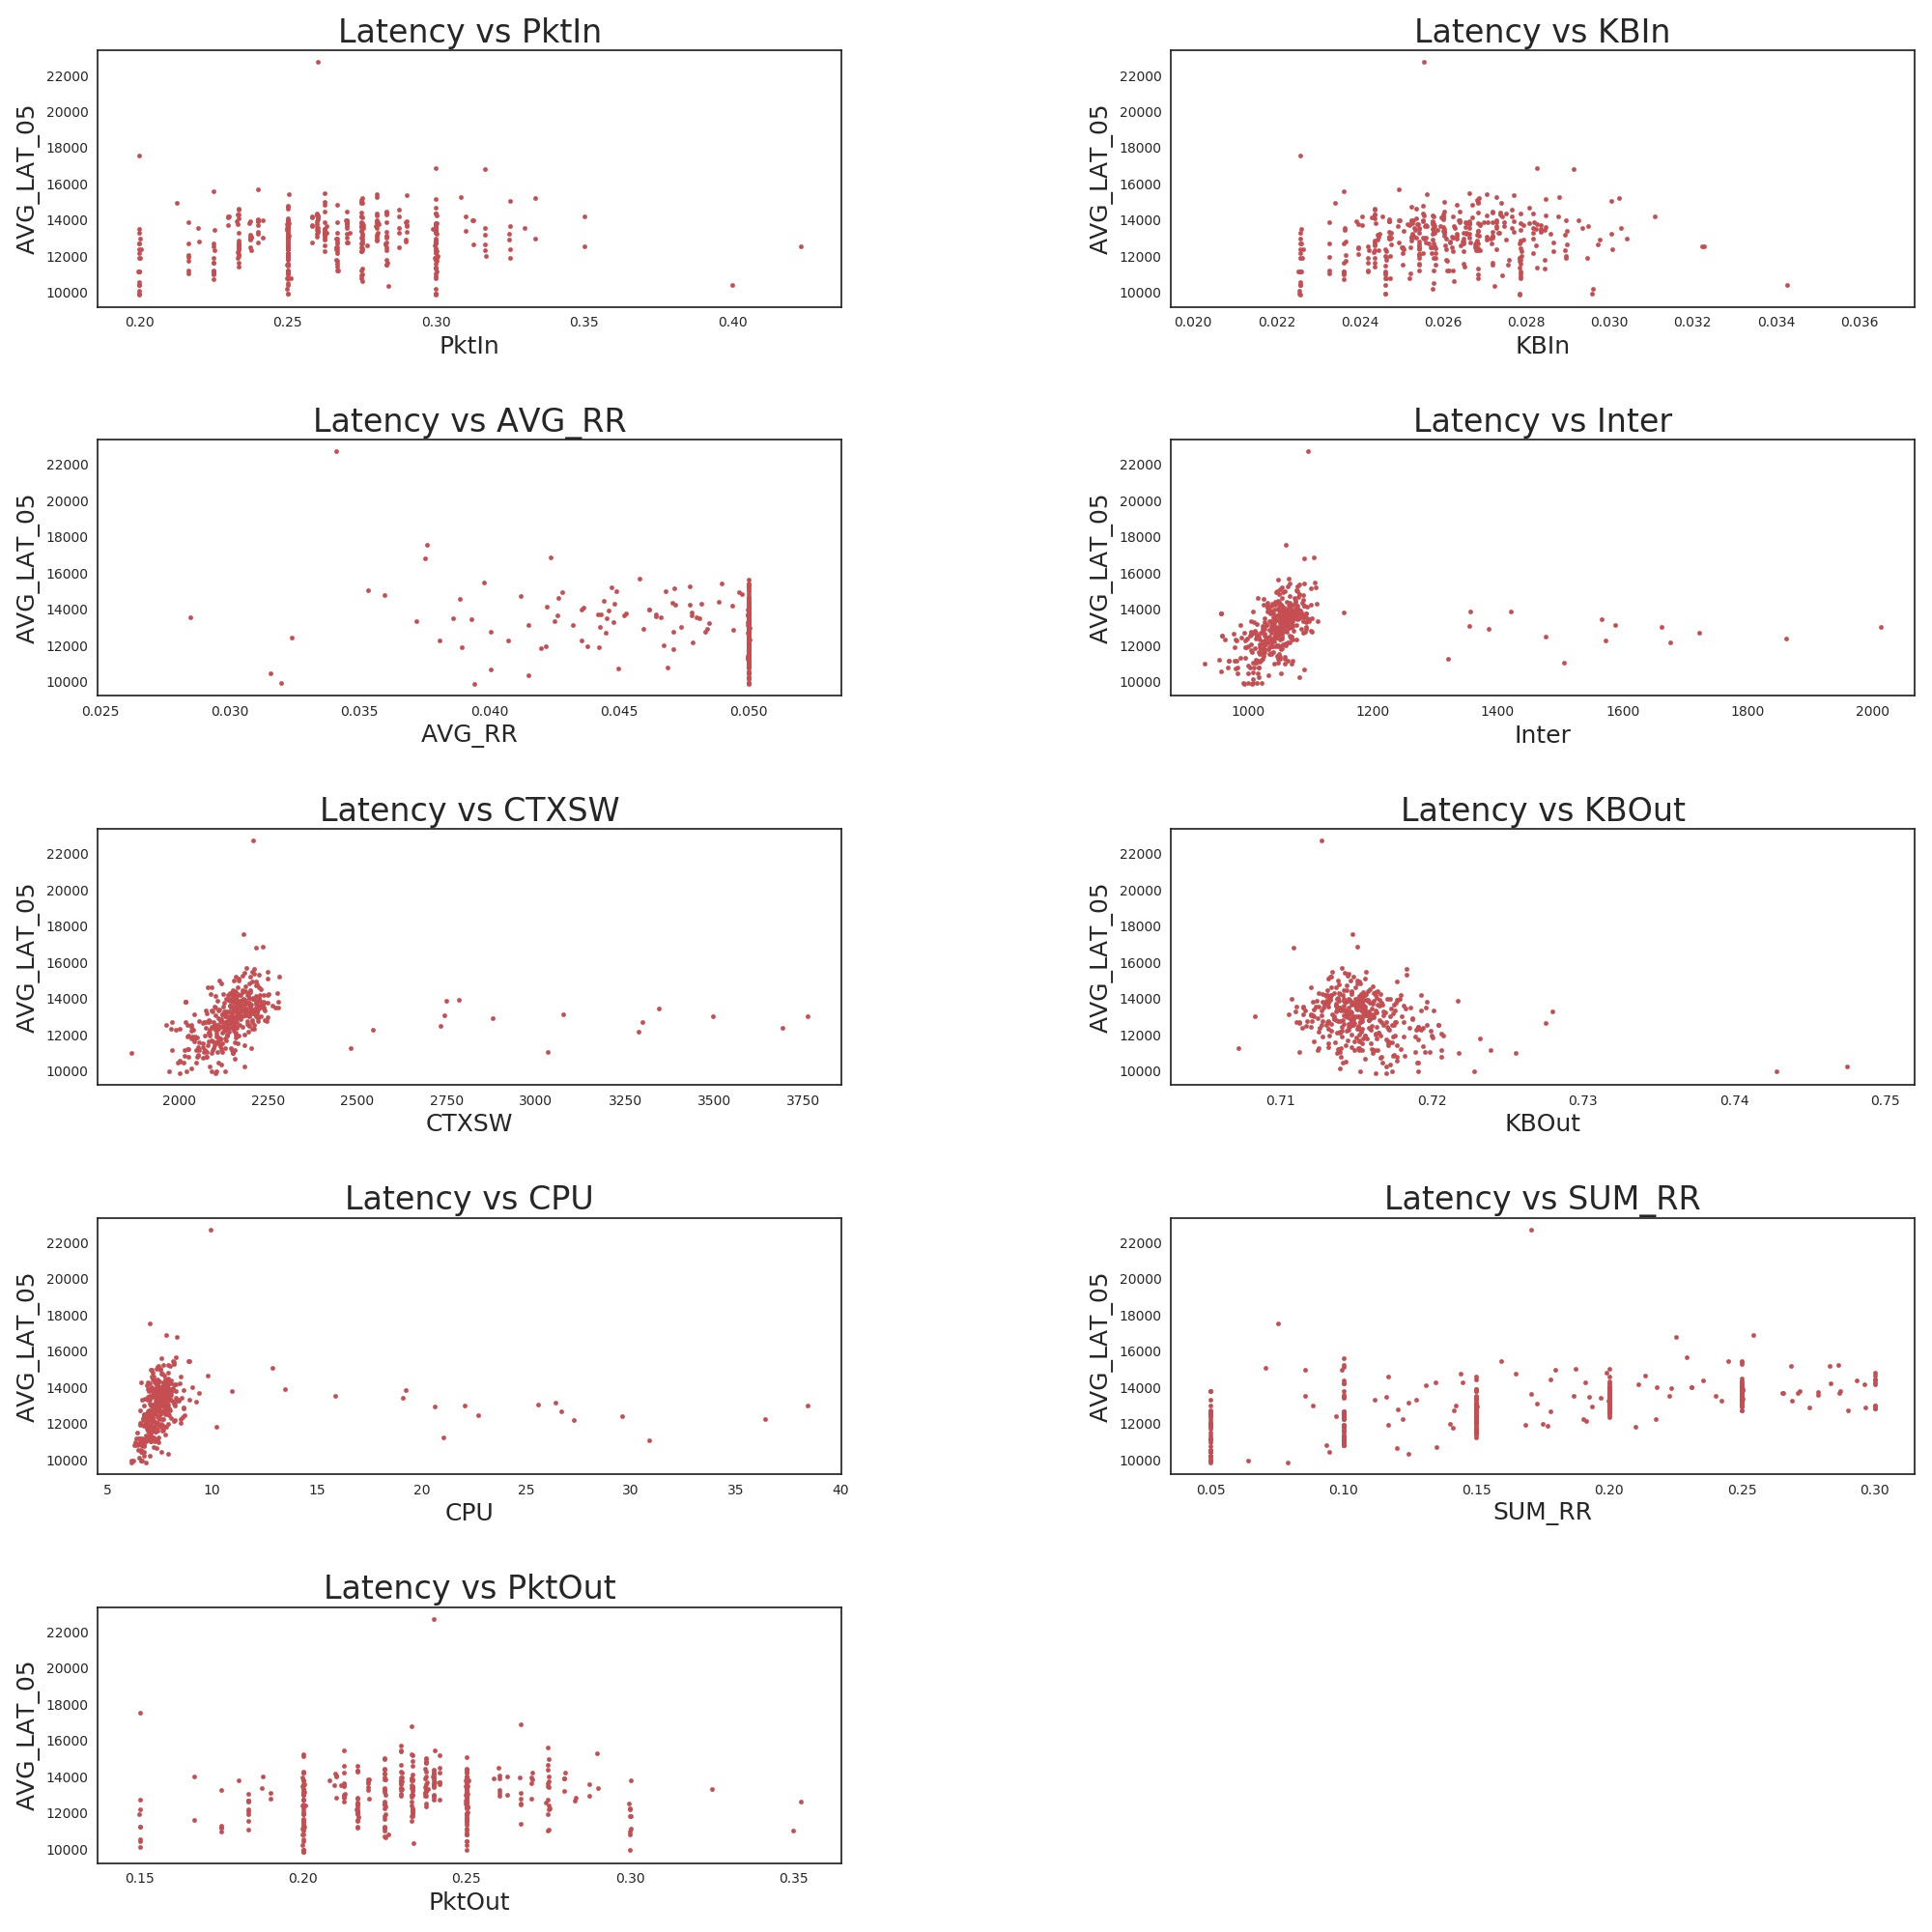 Latency vs PktIn
AVG_LAT_05
22000
20000
18000
16000
14000
12000
10000
0.20 0.25 0.30 0.35 0.40
PktIn
Latency vs KBIn
AVG_LAT_05
22000
20000
18000
16000
14000
12000
10000
0.020 0.022 0.024 0.026 0.028 0.030 0.032 0.034 0.036
KBIn
Latency vs AVG_RR
AVG_LAT_05
22000
20000
18000
16000
14000
12000
10000
0.025 0.030 0.035 0.040 0.045 0.050
AVG_RR
Latency vs Inter
AVG_LAT_05
22000
20000
18000
16000
14000
12000
10000
1000 1200 1400 1600 1800 2000
Inter
Latency vs CTXSW
AVG_LAT_05
22000
20000
18000
16000
14000
12000
10000
2000 2250 2500 2750 3000 3250 3500 3750
CTXSW
Latency vs KBOut
AVG_LAT_05
22000
20000
18000
16000
14000
12000
10000
0.71 0.72 0.73 0.74 0.75
KBOut
Latency vs CPU
AVG_LAT_05
22000
20000
18000
16000
14000
12000
10000
5 10 15 20 25 30 35 40
CPU
Latency vs SUM_RR
AVG_LAT_05
22000
20000
18000
16000
14000
12000
10000
0.05 0.10 0.15 0.20 0.25 0.30
SUM_RR
Latency vs PktOut
AVG_LAT_05
22000
20000
18000
16000
14000
12000
10000
0.15 0.20 0.25 0.30 0.35
PktOut